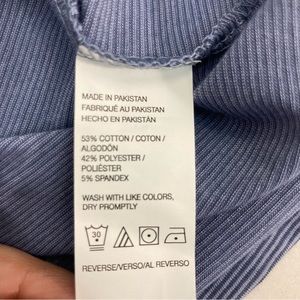 MADE IN PAKISTAN
FABRIQUÉ AU PAKISTAN
HECHO EN PAKISTÁN
53% COTTON / COTON /
ALGODÓN
42% POLYESTER /
POLIÉSTER
5% SPANDEX
WASH WITH LIKE COLORS,
DRY PROMPTLY
30
REVERSE/VERSO/AL REVERSO